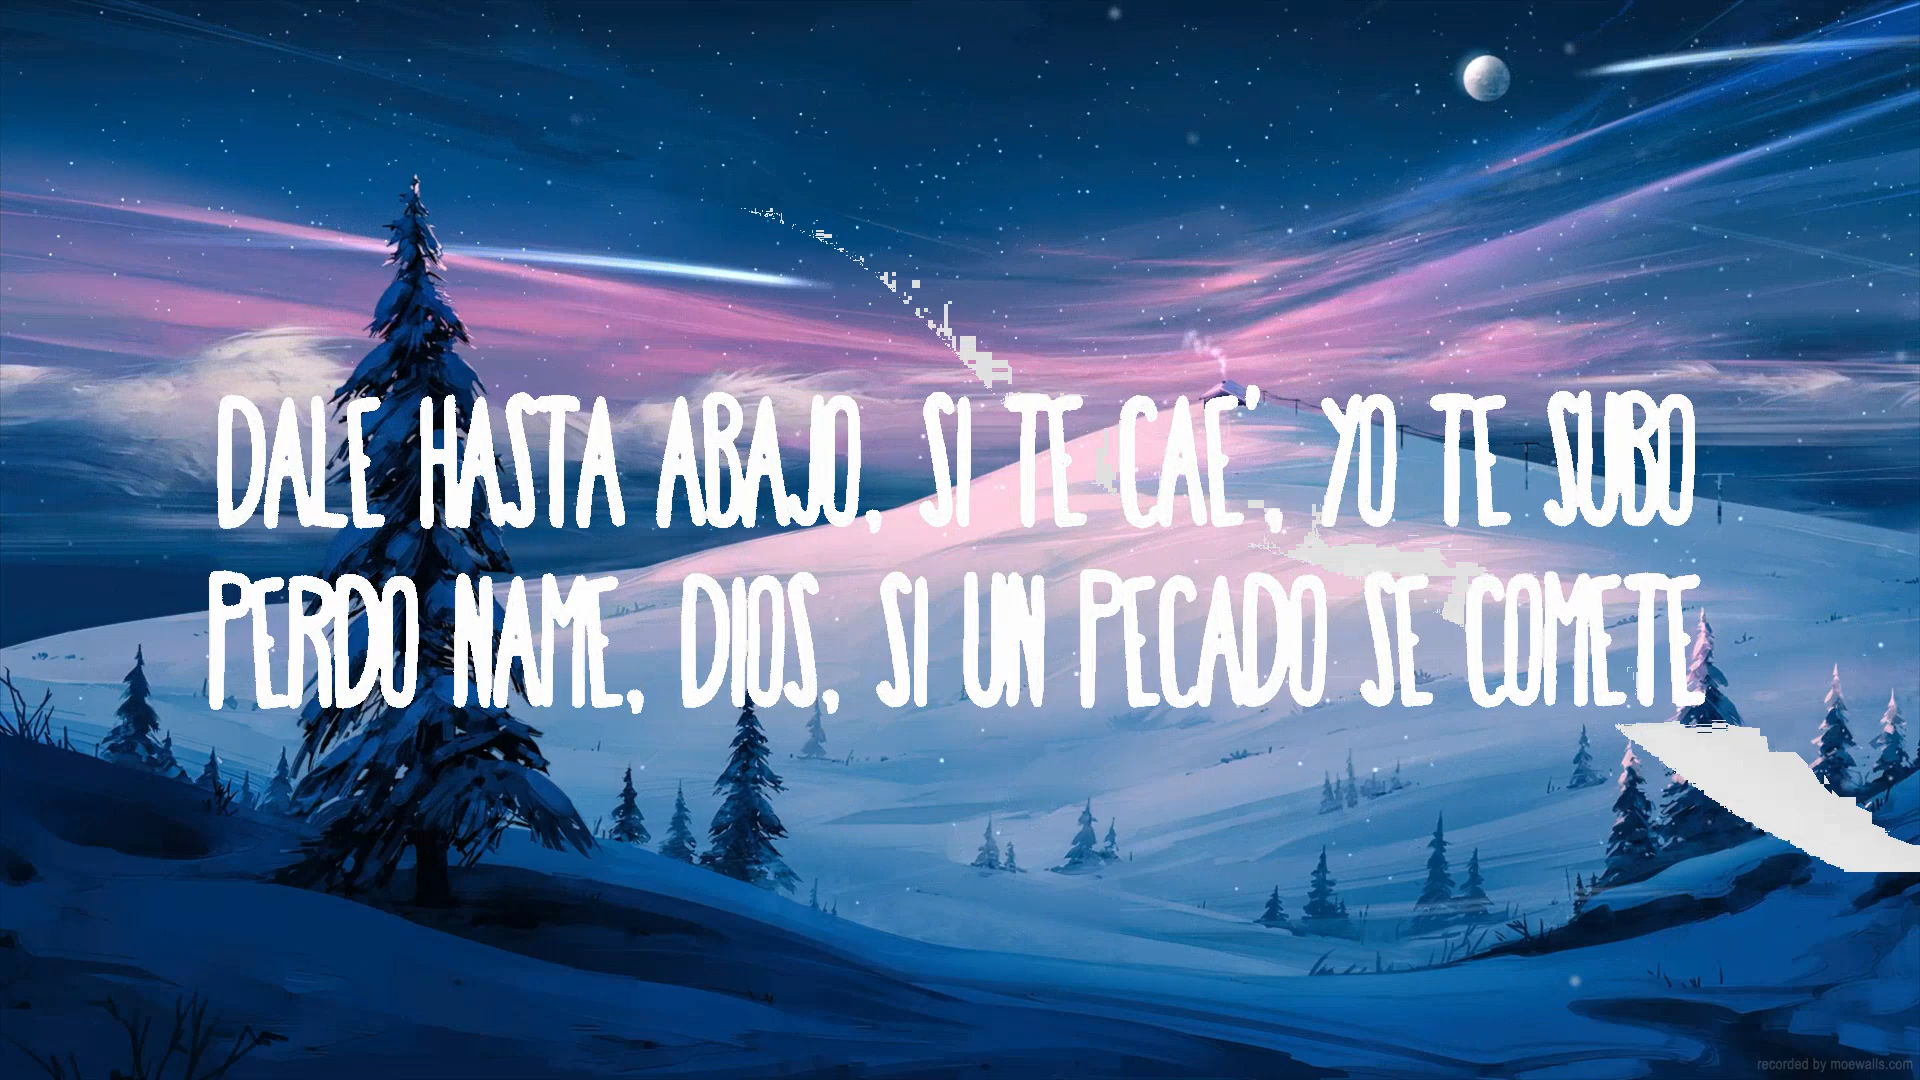 DALE HASTA ABAJO, SI TE CAE', YO TE SUBO
PERDO NAME, DIOS, SI UN PECADO SE COMETE
recorded by moewalls.com